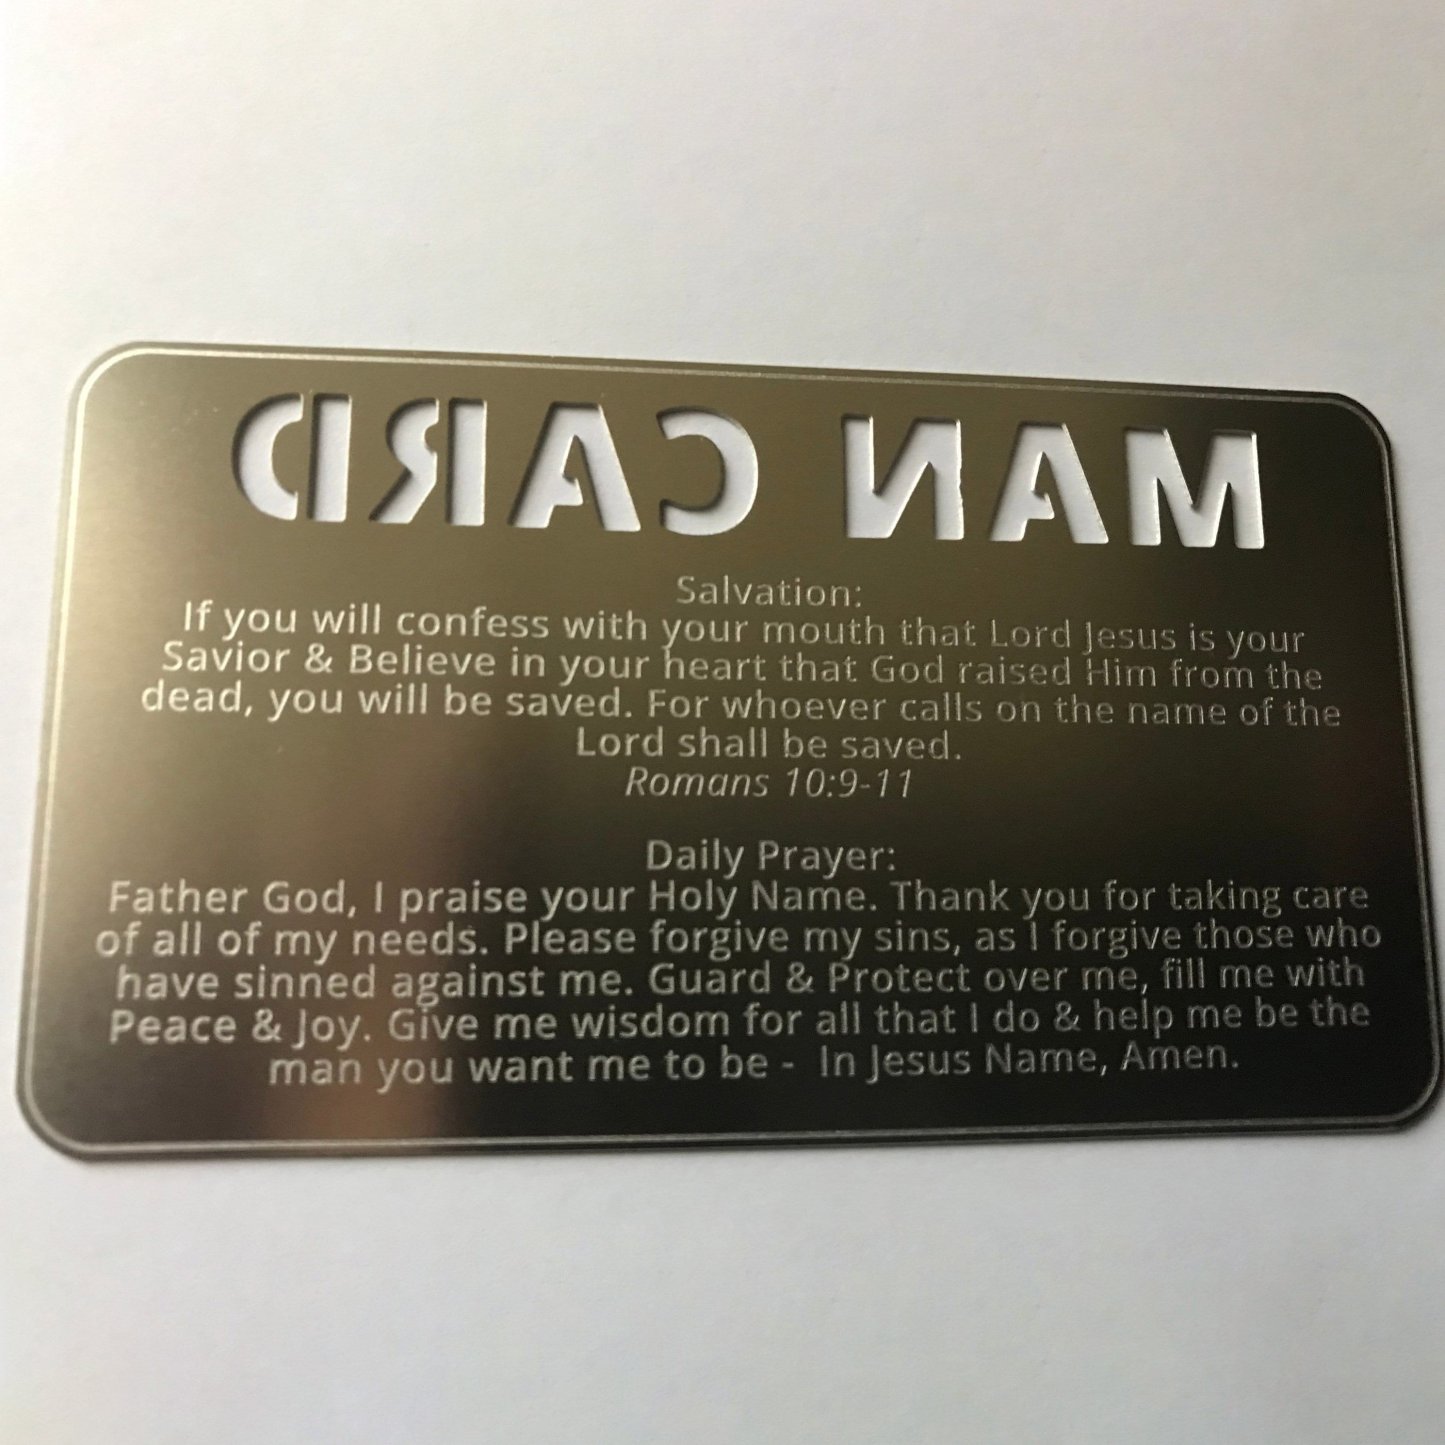 MAN CARD
Salvation:
If you will confess with your mouth that Lord Jesus is your
Savior & Believe in your heart that God raised Him from the
dead, you will be saved. For whoever calls on the name of the
Lord shall be saved.
Romans 10:9-11
Daily Prayer:
Father God, I praise your Holy Name. Thank you for taking care
of all of my needs. Please forgive my sins, as I forgive those who
have sinned against me. Guard & Protect over me, fill me with
Peace & Joy. Give me wisdom for all that I do & help me be the
man you want me to be - In Jesus Name, Amen.